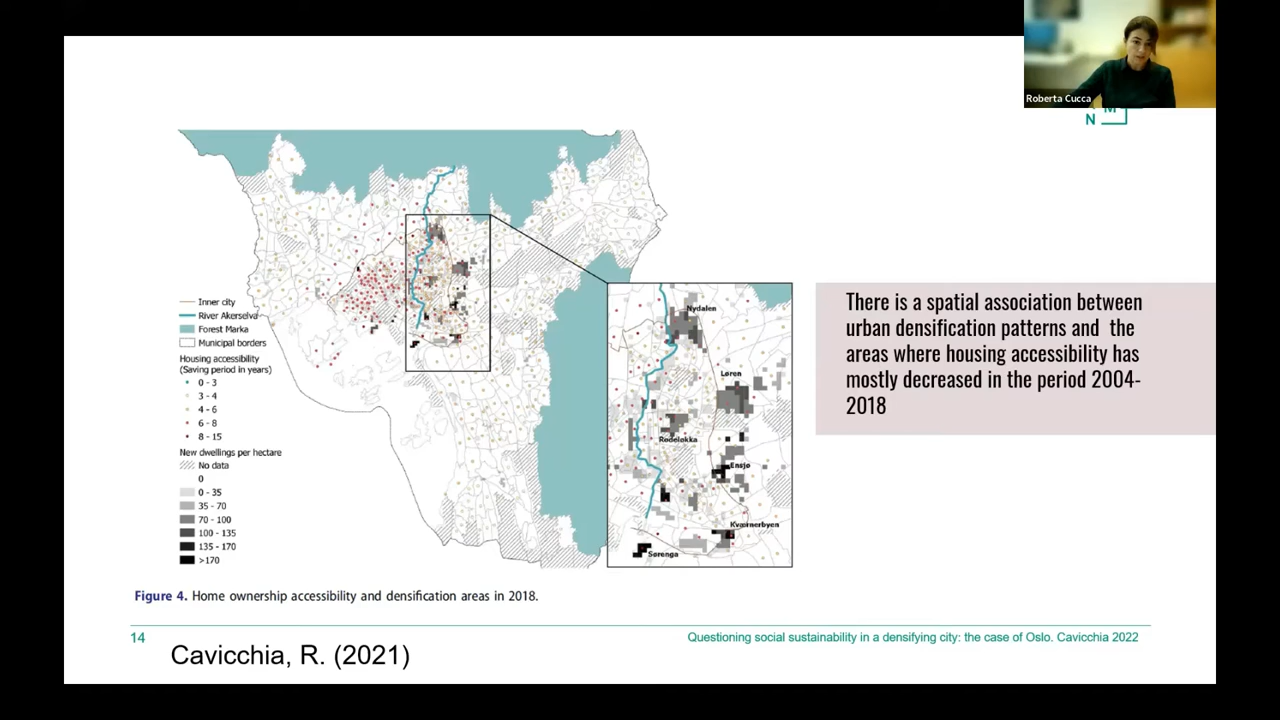 Roberta Cucca
N M
Inner city
River Akerselva
Forest Marka
Municipal borders
Housing accessibility
(Saving period in years)
0 - 3
3 - 4
4 - 6
6 - 8
8 - 15
New dwellings per hectare
No data
0
0 - 35
35 - 70
70 - 100
100 - 135
135 - 170
>170
Nydalen
Løren
Rodeløkka
Ensjø
Kværnerbyen
Sørenga
There is a spatial association between
urban densification patterns and the
areas where housing accessibility has
mostly decreased in the period 2004-
2018
Figure 4. Home ownership accessibility and densification areas in 2018.
14
Questioning social sustainability in a densifying city: the case of Oslo. Cavicchia 2022
Cavicchia, R. (2021)